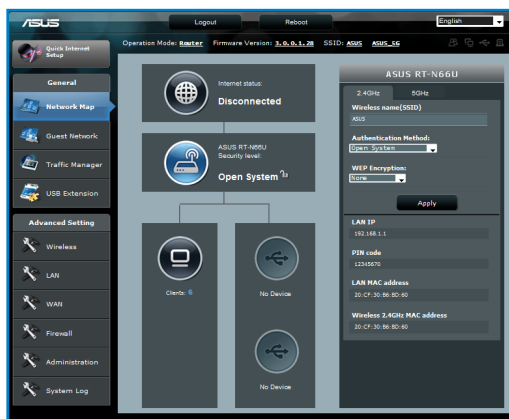 ASUS
Logout
Reboot
English
Quick Internet Setup
Operation Mode: Router Firmware Version: 3.0.0.1.28 SSID: ASUS ASUS_5G
General
Network Map
Guest Network
Traffic Manager
USB Extension
Advanced Setting
Wireless
LAN
WAN
Firewall
Administration
System Log
Internet status:
Disconnected
ASUS RT-N66U
Security level:
Open System
Clients: 6
No Device
No Device
ASUS RT-N66U
2.4GHz 5GHz
Wireless name(SSID)
ASUS
Authentication Method:
Open System
WEP Encryption:
None
Apply
LAN IP
192.168.1.1
PIN code
12345670
LAN MAC address
20:CF:30:B6:BD:60
Wireless 2.4GHz MAC address
20:CF:30:B6:BD:60